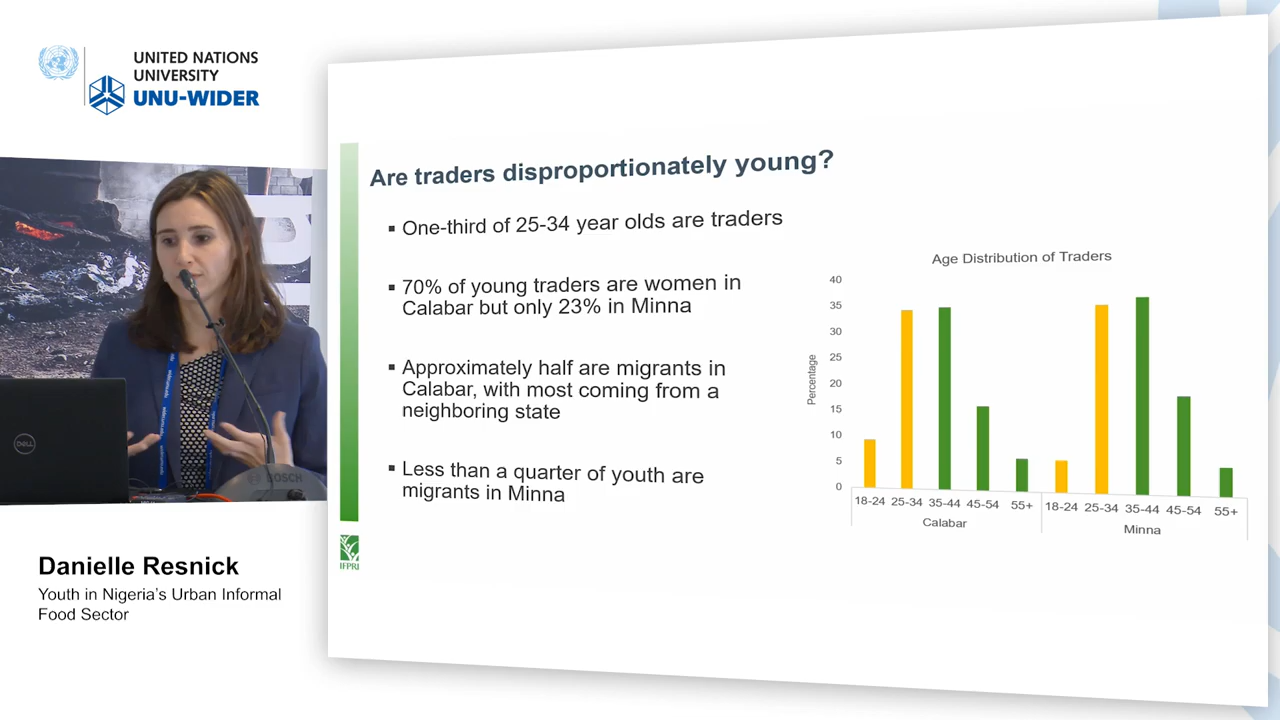 UNITED NATIONS
UNIVERSITY
UNU-WIDER
Are traders disproportionately young?
▪ One-third of 25-34 year olds are traders
▪ 70% of young traders are women in
Calabar but only 23% in Minna
▪ Approximately half are migrants in
Calabar, with most coming from a
neighboring state
▪ Less than a quarter of youth are
migrants in Minna
IFPRI
Age Distribution of Traders
Percentage
40
35
30
25
20
15
10
5
0
18-24 25-34 35-44 45-54 55+ 18-24 25-34 35-44 45-54 55+
Calabar Minna
DELL
BOSCH
Danielle Resnick
Youth in Nigeria's Urban Informal
Food Sector